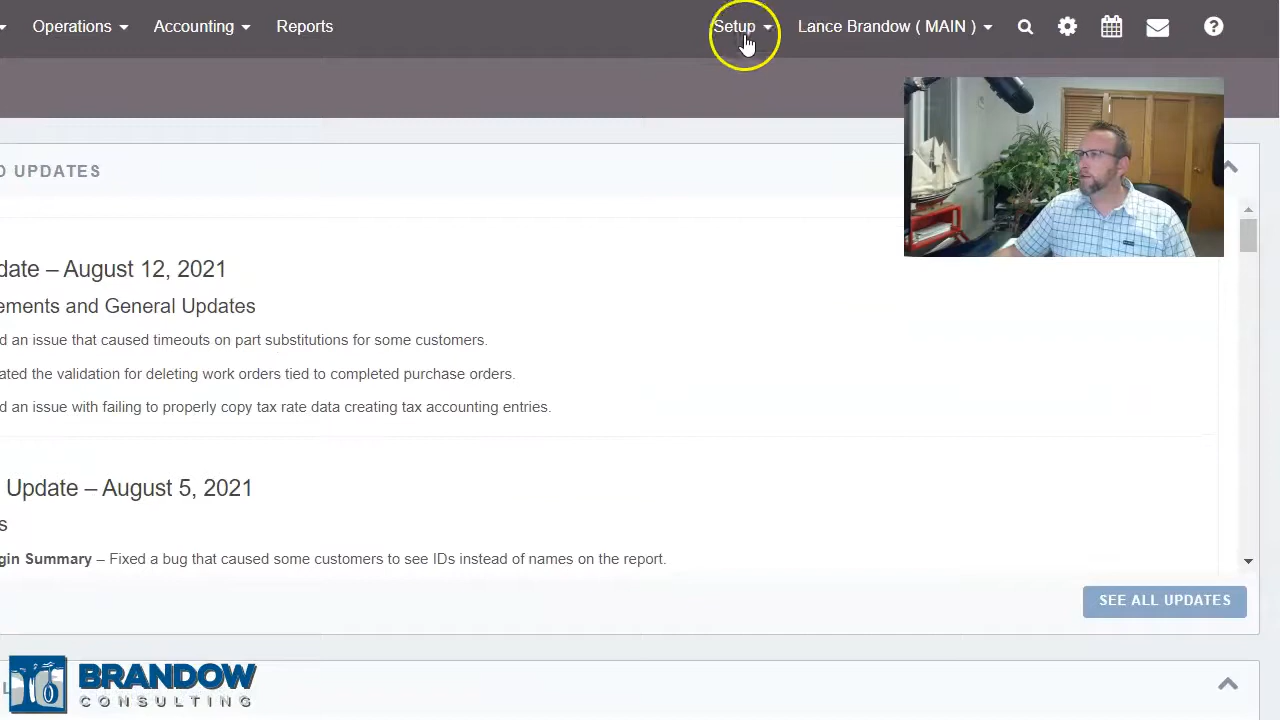 Operations Accounting Reports Setup Lance Brandow ( MAIN )
UPDATES
date – August 12, 2021
ements and General Updates
d an issue that caused timeouts on part substitutions for some customers.
ated the validation for deleting work orders tied to completed purchase orders.
d an issue with failing to properly copy tax rate data creating tax accounting entries.
Update – August 5, 2021
s
gin Summary – Fixed a bug that caused some customers to see IDs instead of names on the report.
SEE ALL UPDATES
BRANDOW
CONSULTING